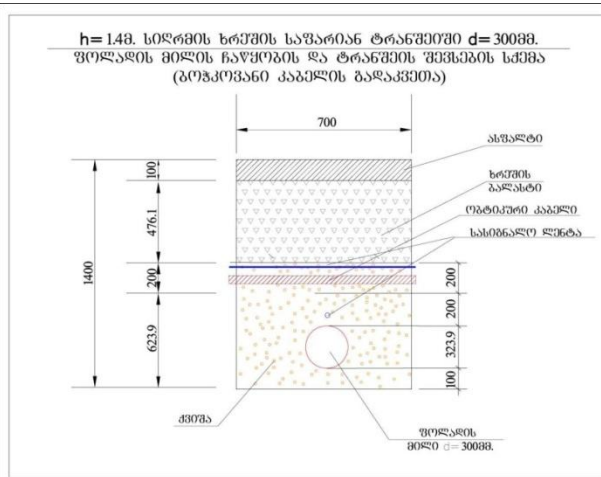 h= 1.4მ. სიღრმის ხრეშის საფარიან ტრანშეიში d= 300მმ.
ფოლადის მილის ჩაწყობის და ტრანშეის შევსების სქემა
(ბოჭკოვანი კაბელის გადაკვეთა)
700
ასფალტი
100
ხრეშის
ბალასტი
476.1
ობტიკური კაბელი
სასიგნალო ლენტა
1400
200
200
200
623.9
323.9
100
ქვიშა
ფოლადის
მილი d= 300მმ.